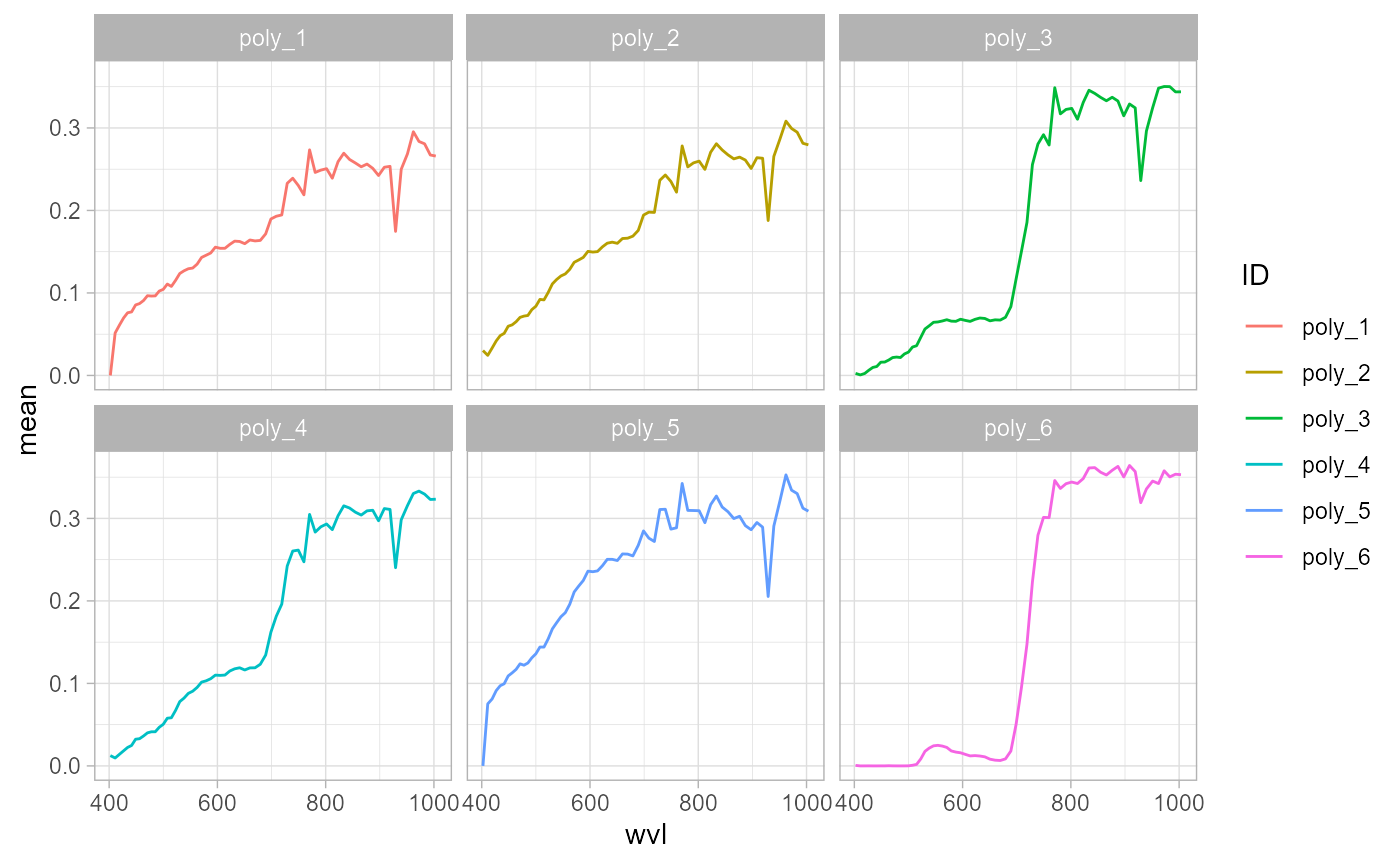 poly_1 poly_2 poly_3
0.3
0.2
0.1
0.0
poly_4 poly_5 poly_6
0.3
0.2
0.1
0.0
400 600 800 1000 400 600 800 1000 400 600 800 1000
wvl
mean
ID
poly_1
poly_2
poly_3
poly_4
poly_5
poly_6